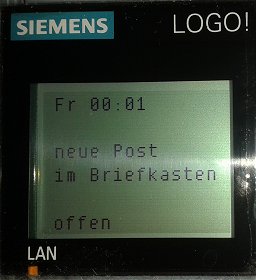 SIEMENS
LOGO!
Fr 00:01
neue Post
im Briefkasten
offen
LAN